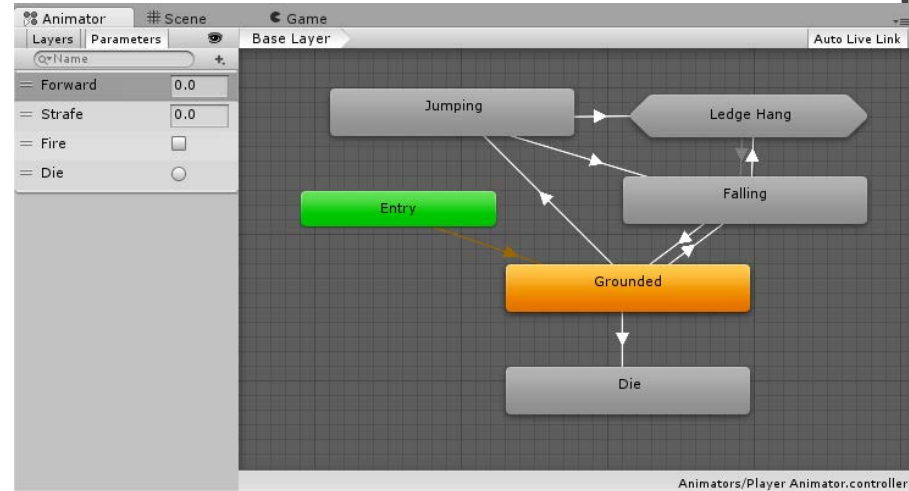 Animator
Scene
Game
Layers
Parameters
Base Layer
Auto Live Link
Name
Forward
0.0
Strafe
0.0
Fire
Die
Jumping
Ledge Hang
Falling
Entry
Grounded
Die
Animators/Player Animator.controller